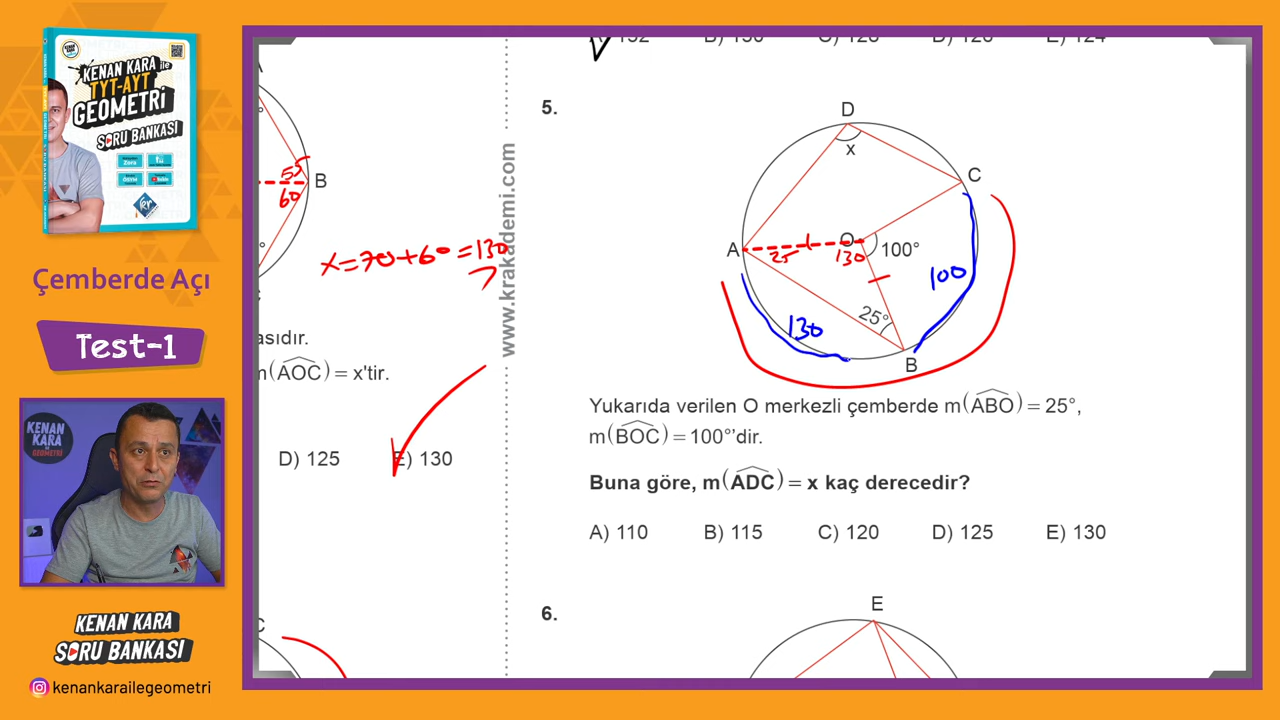 KENAN KARA ile
TYT-AYT
GEOMETRİ
SORU BANKASI
Çemberde Açı
Test-1
KENAN
KARA
GEOMETRİ
KENAN KARA
SORU BANKASI
kenankarailegeometri
B
55
60
x=70+60=130
asıdır.
m(AOC) = x'tir.
D) 125
E) 130
www.krakademi.com
5.
D
x
C
A
O
100°
25
130
25°
B
130
100
Yukarıda verilen O merkezli çemberde m(ABO) = 25°,
m(BOC) = 100°'dir.
Buna göre, m(ADC) = x kaç derecedir?
A) 110 B) 115 C) 120 D) 125 E) 130
6.
E